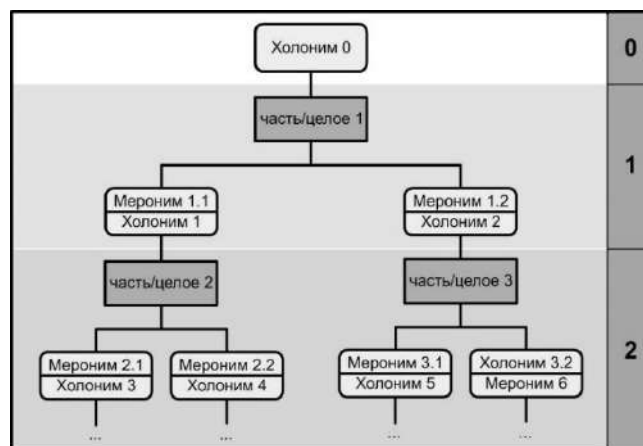 Холоним 0
0
часть/целое 1
1
Мероним 1.1
Холоним 1
Мероним 1.2
Холоним 2
часть/целое 2
часть/целое 3
2
Мероним 2.1
Холоним 3
Мероним 2.2
Холоним 4
Мероним 3.1
Холоним 5
Холоним 3.2
Мероним 6
...
...
...
...